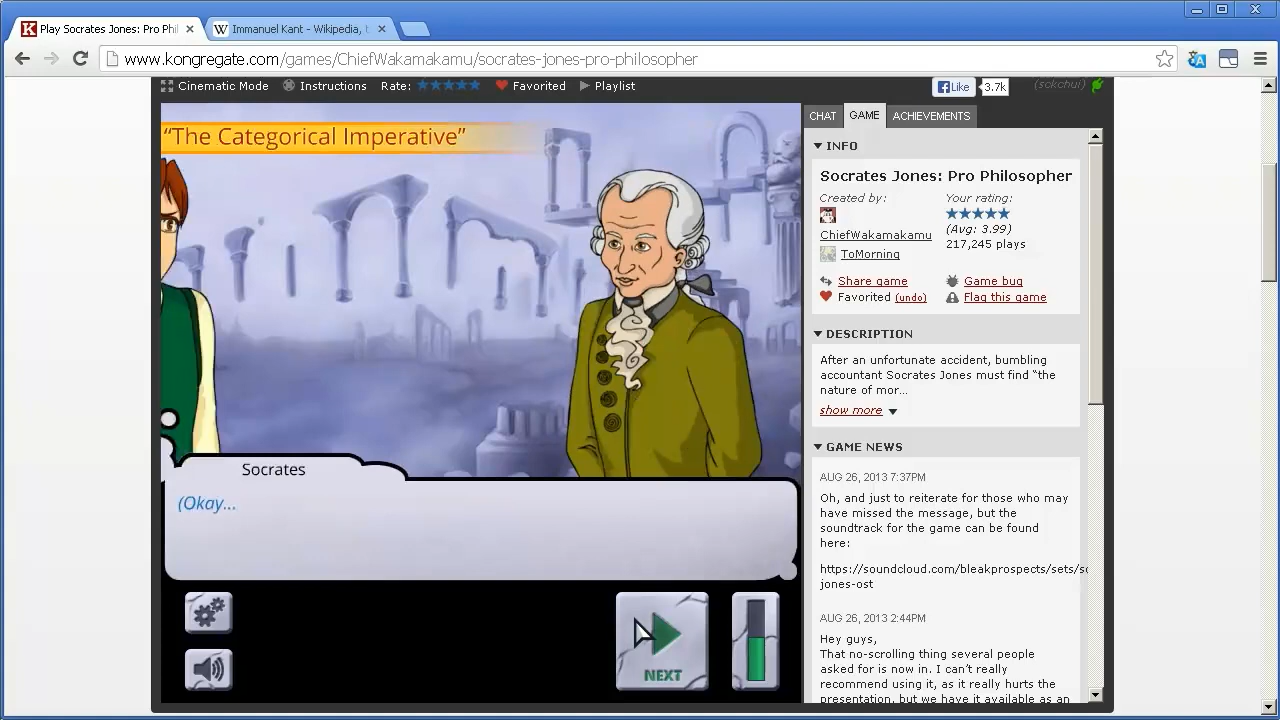 Play Socrates Jones: Pro Phil
Immanuel Kant - Wikipedia,
www.kongregate.com/games/ChiefWakamakamu/socrates-jones-pro-philosopher
Cinematic Mode
Instructions
Rate:
Favorited
Playlist
Like
3.7k
(sckchui)
CHAT
GAME
ACHIEVEMENTS
"The Categorical Imperative"
INFO
Socrates Jones: Pro Philosopher
Created by:
Your rating:
ChiefWakamakamu
(Avg: 3.99)
217,245 plays
ToMorning
Share game
Game bug
Favorited (undo)
Flag this game
DESCRIPTION
After an unfortunate accident, bumbling
accountant Socrates Jones must find "the
nature of mor...
show more
GAME NEWS
AUG 26, 2013 7:37PM
Oh, and just to reiterate for those who may
have missed the message, but the
soundtrack for the game can be found
here:
https://soundcloud.com/bleakprospects/sets/so
jones-ost
AUG 26, 2013 2:44PM
Hey guys,
That no-scrolling thing several people
asked for is now in. I can't really
recommend using it, as it really hurts the
presentation, but we have it available as an
Socrates
(Okay...
NEXT